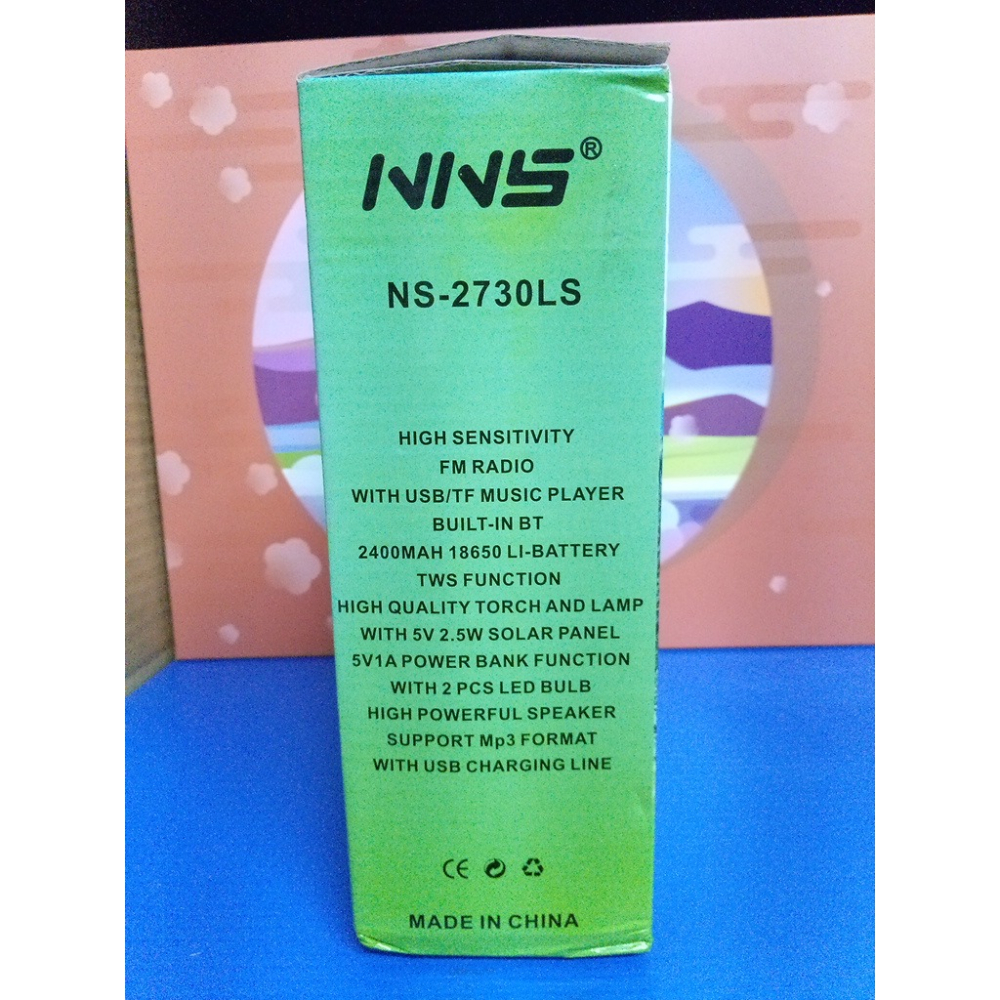 NNS®
NS-2730LS
HIGH SENSITIVITY
FM RADIO
WITH USB/TF MUSIC PLAYER
BUILT-IN BT
2400MAH 18650 LI-BATTERY
TWS FUNCTION
HIGH QUALITY TORCH AND LAMP
WITH 5V 2.5W SOLAR PANEL
5V1A POWER BANK FUNCTION
WITH 2 PCS LED BULB
HIGH POWERFUL SPEAKER
SUPPORT Mp3 FORMAT
WITH USB CHARGING LINE
CE
MADE IN CHINA